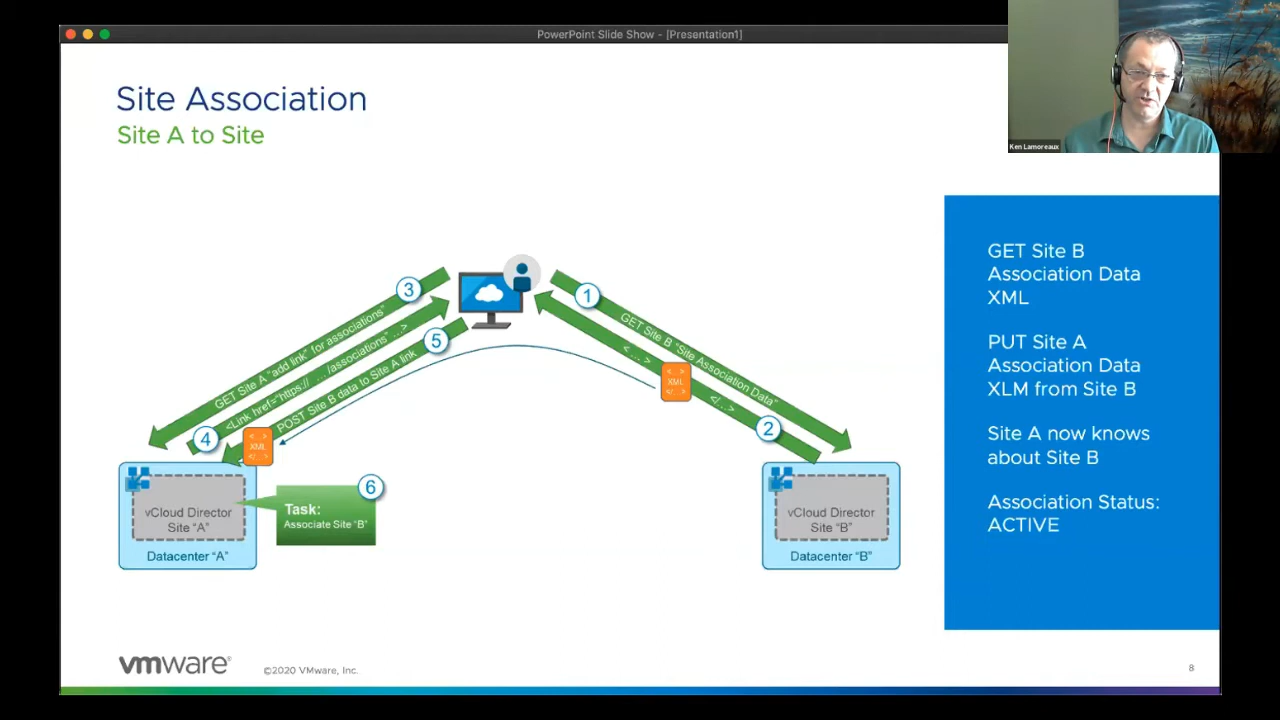 PowerPoint Slide Show - [Presentation1]
Ken Lamoreaux
Site Association
Site A to Site
GET Site B
Association Data
XML
PUT Site A
Association Data
XLM from Site B
Site A now knows
about Site B
Association Status:
ACTIVE
3
GET Site A "add link" for associations"
<Link href="https:// … /associations" …>
4
5
POST Site B data to Site A link
1
GET Site B "Site Association Data"
< … >
< >
XML
</…>
</…>
2
< >
XML
</…>
6
Task:
Associate Site "B"
vCloud Director
Site "A"
Datacenter "A"
vCloud Director
Site "B"
Datacenter "B"
vmware®
©2020 VMware, Inc.
8